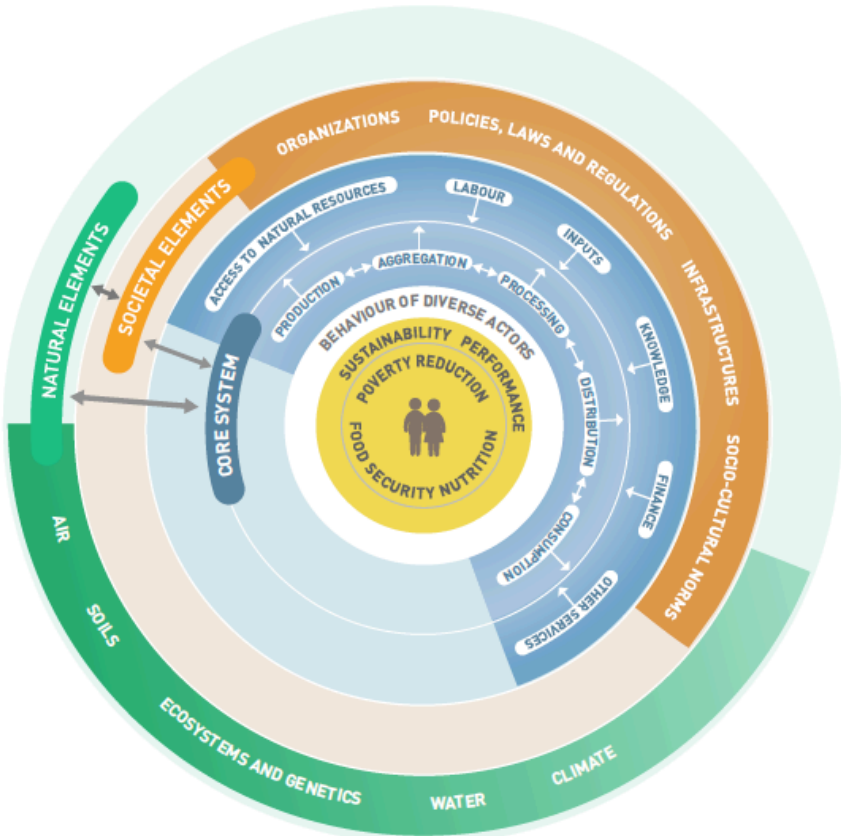 NATURAL ELEMENTS
SOCIETAL ELEMENTS
CORE SYSTEM
ORGANIZATIONS
POLICIES, LAWS AND REGULATIONS
INFRASTRUCTURES
SOCIO-CULTURAL NORMS
ACCESS TO NATURAL RESOURCES
LABOUR
INPUTS
KNOWLEDGE
FINANCE
OTHER SERVICES
PRODUCTION
AGGREGATION
PROCESSING
DISTRIBUTION
CONSUMPTION
BEHAVIOUR OF DIVERSE ACTORS
SUSTAINABILITY PERFORMANCE
POVERTY REDUCTION
FOOD SECURITY NUTRITION
AIR
SOILS
ECOSYSTEMS AND GENETICS
WATER
CLIMATE